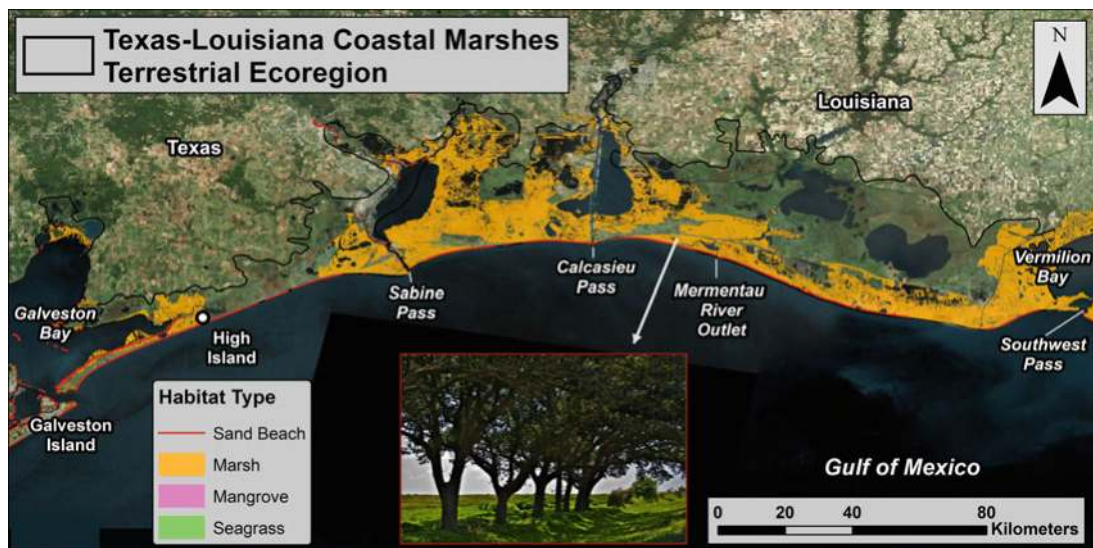 Texas-Louisiana Coastal Marshes
Terrestrial Ecoregion
N
Louisiana
Texas
Vermilion
Bay
Calcasieu
Pass
Sabine
Pass
Mermentau
River
Outlet
Galveston
Bay
High
Island
Southwest
Pass
Galveston
Island
Habitat Type
Sand Beach
Marsh
Mangrove
Seagrass
Gulf of Mexico
0 20 40 80
Kilometers